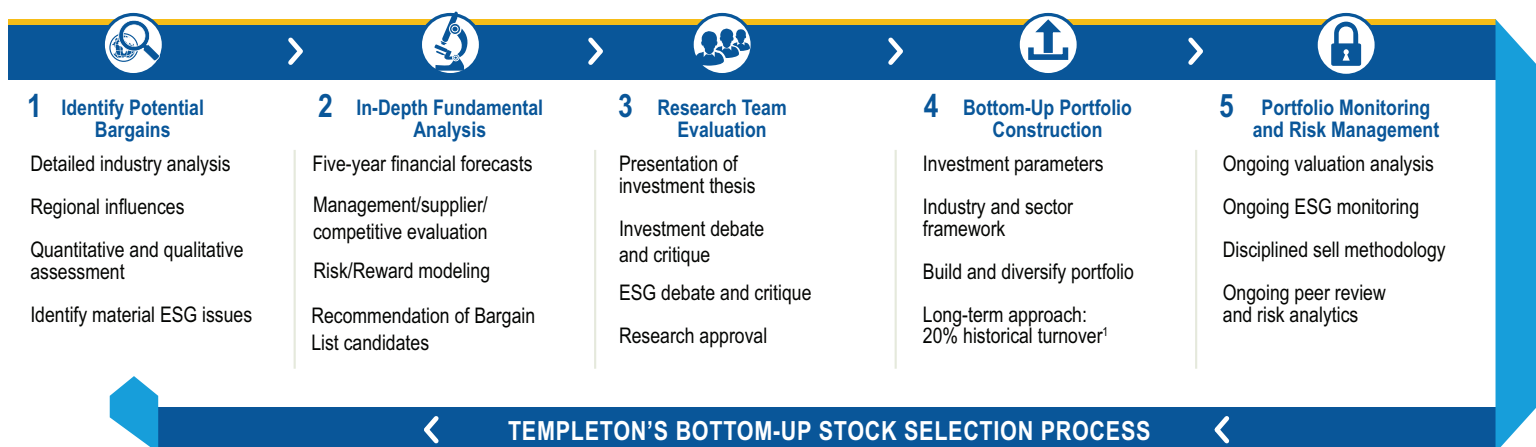 1 Identify Potential
Bargains
Detailed industry analysis
Regional influences
Quantitative and qualitative
assessment
Identify material ESG issues
2 In-Depth Fundamental
Analysis
Five-year financial forecasts
Management/supplier/
competitive evaluation
Risk/Reward modeling
Recommendation of Bargain
List candidates
3 Research Team
Evaluation
Presentation of
investment thesis
Investment debate
and critique
ESG debate and critique
Research approval
4 Bottom-Up Portfolio
Construction
Investment parameters
Industry and sector
framework
Build and diversify portfolio
Long-term approach:
20% historical turnover¹
5 Portfolio Monitoring
and Risk Management
Ongoing valuation analysis
Ongoing ESG monitoring
Disciplined sell methodology
Ongoing peer review
and risk analytics
TEMPLETON'S BOTTOM-UP STOCK SELECTION PROCESS